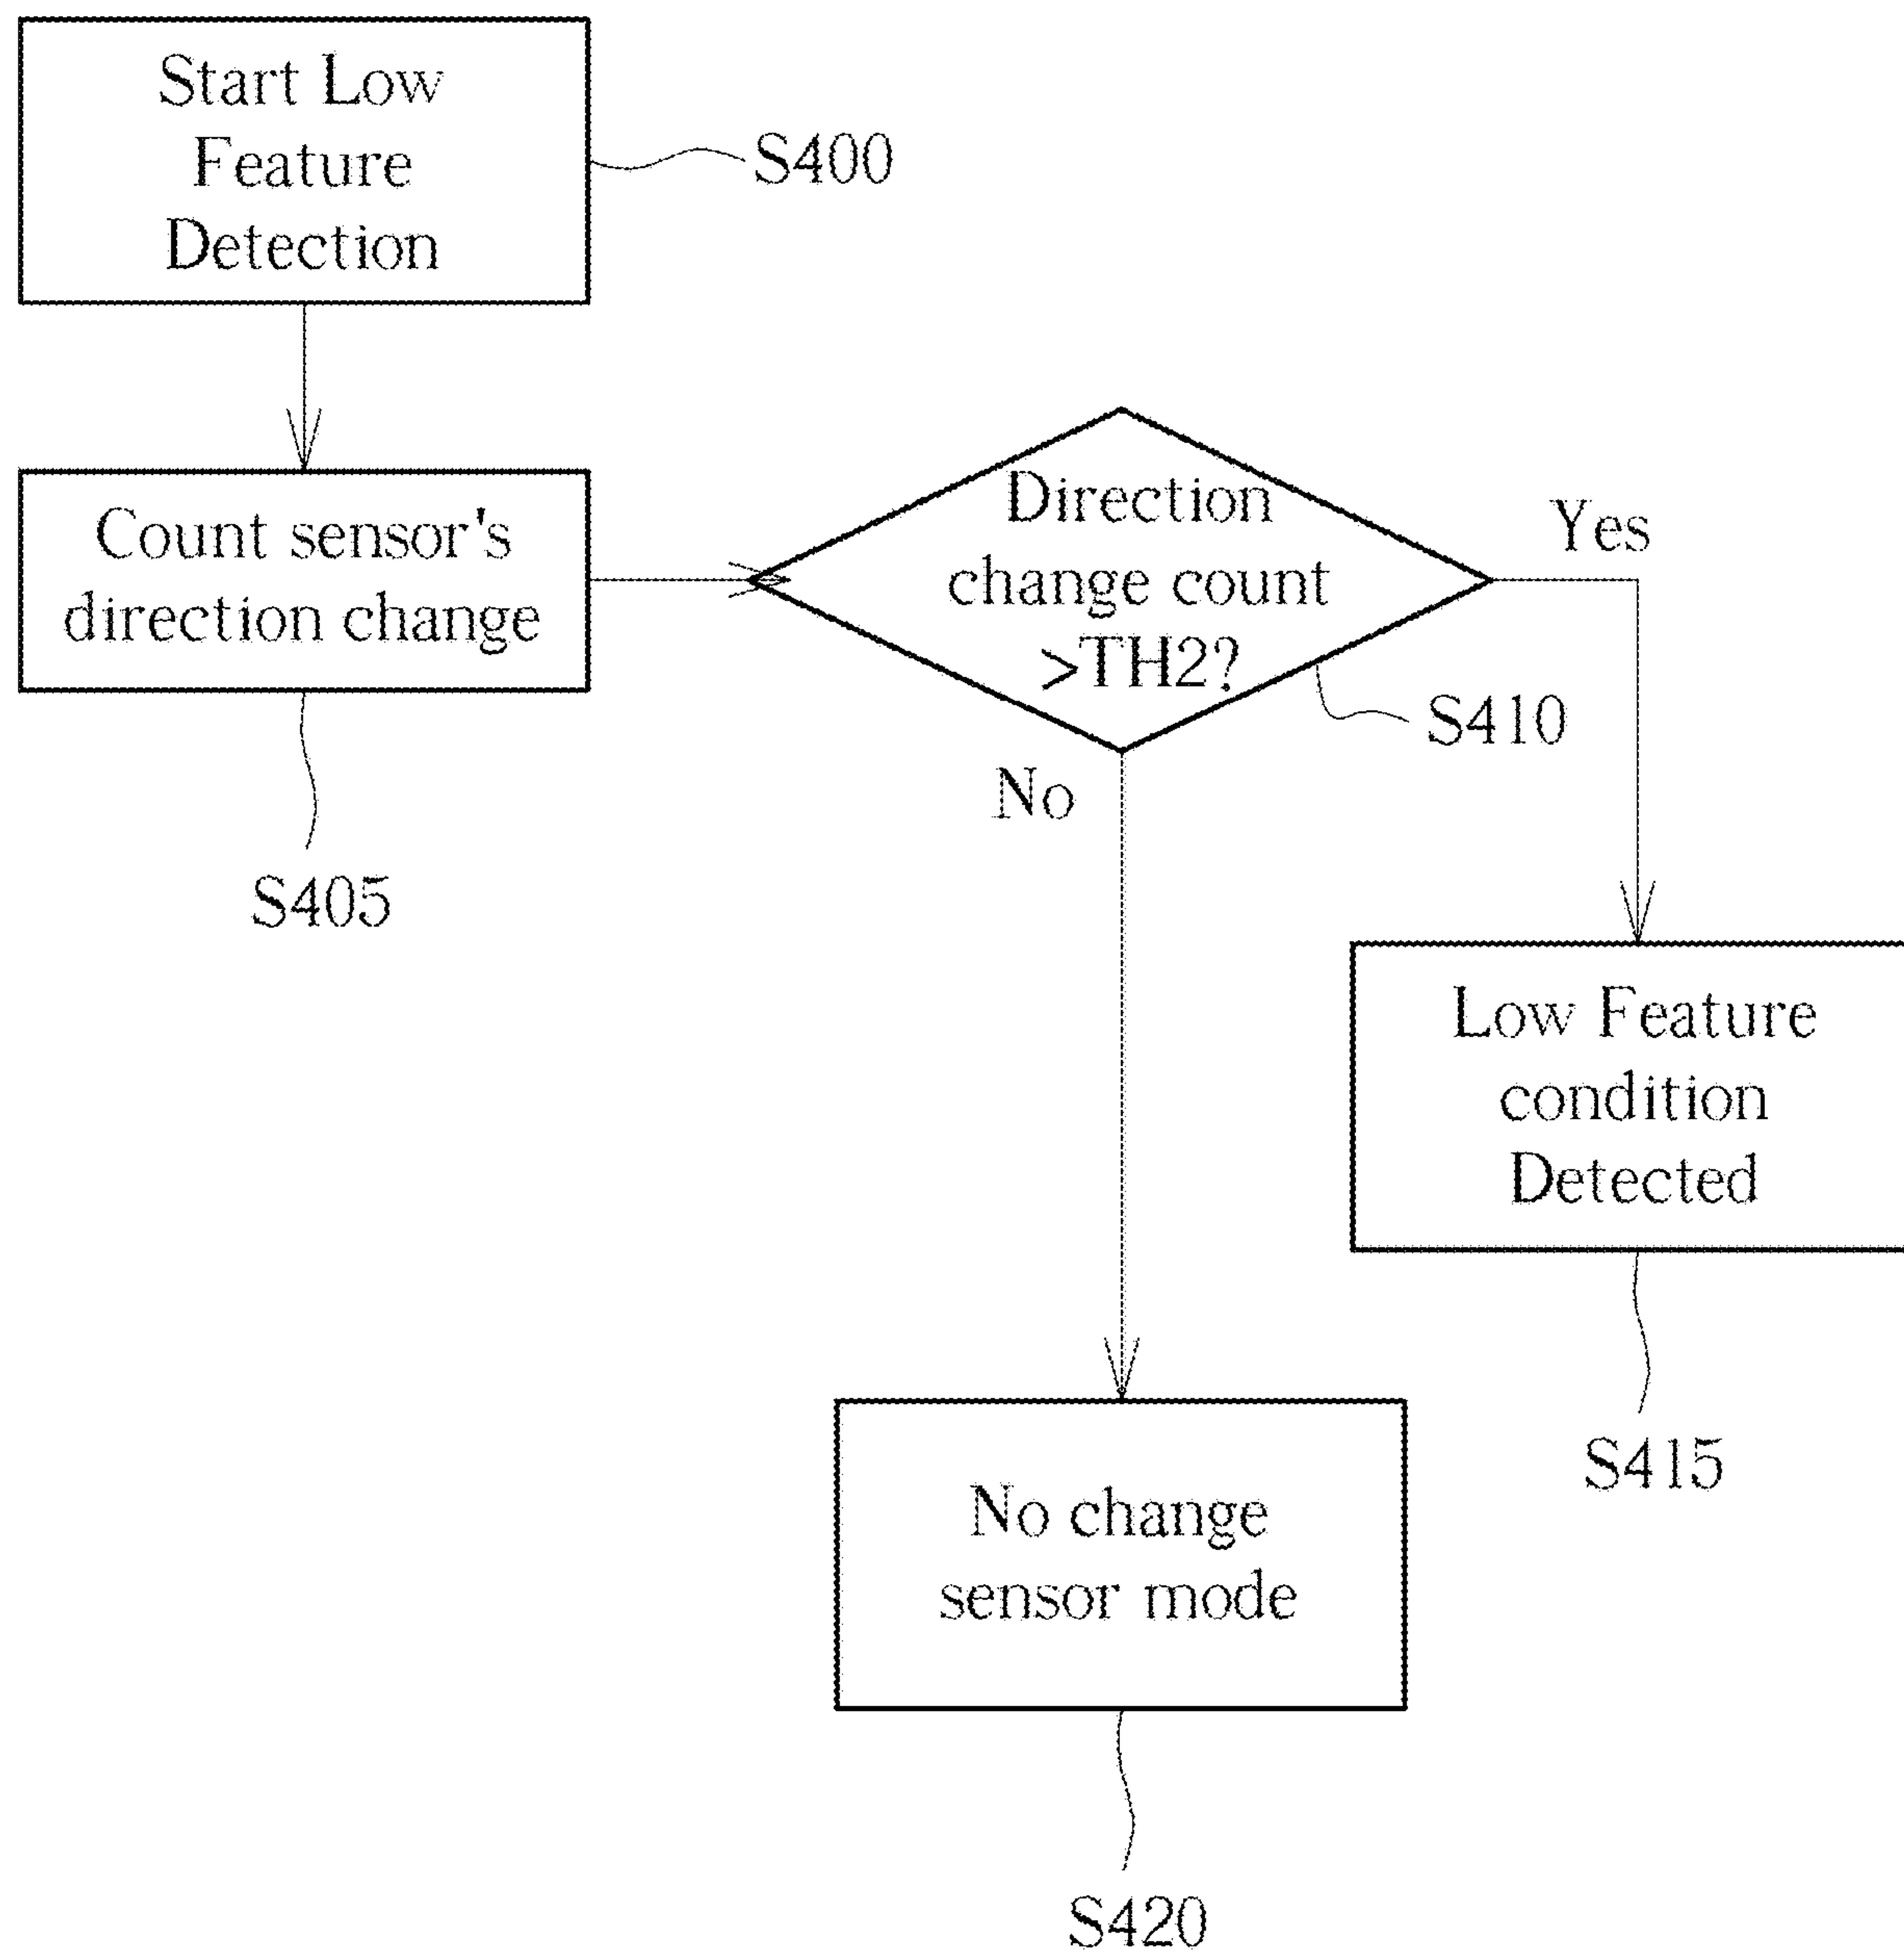 Start Low
Feature
Detection
S400
Count sensor's
direction change
S405
Direction
change count
>TH2?
S410
Yes
No
Low Feature
condition
Detected
S415
No change
sensor mode
S420